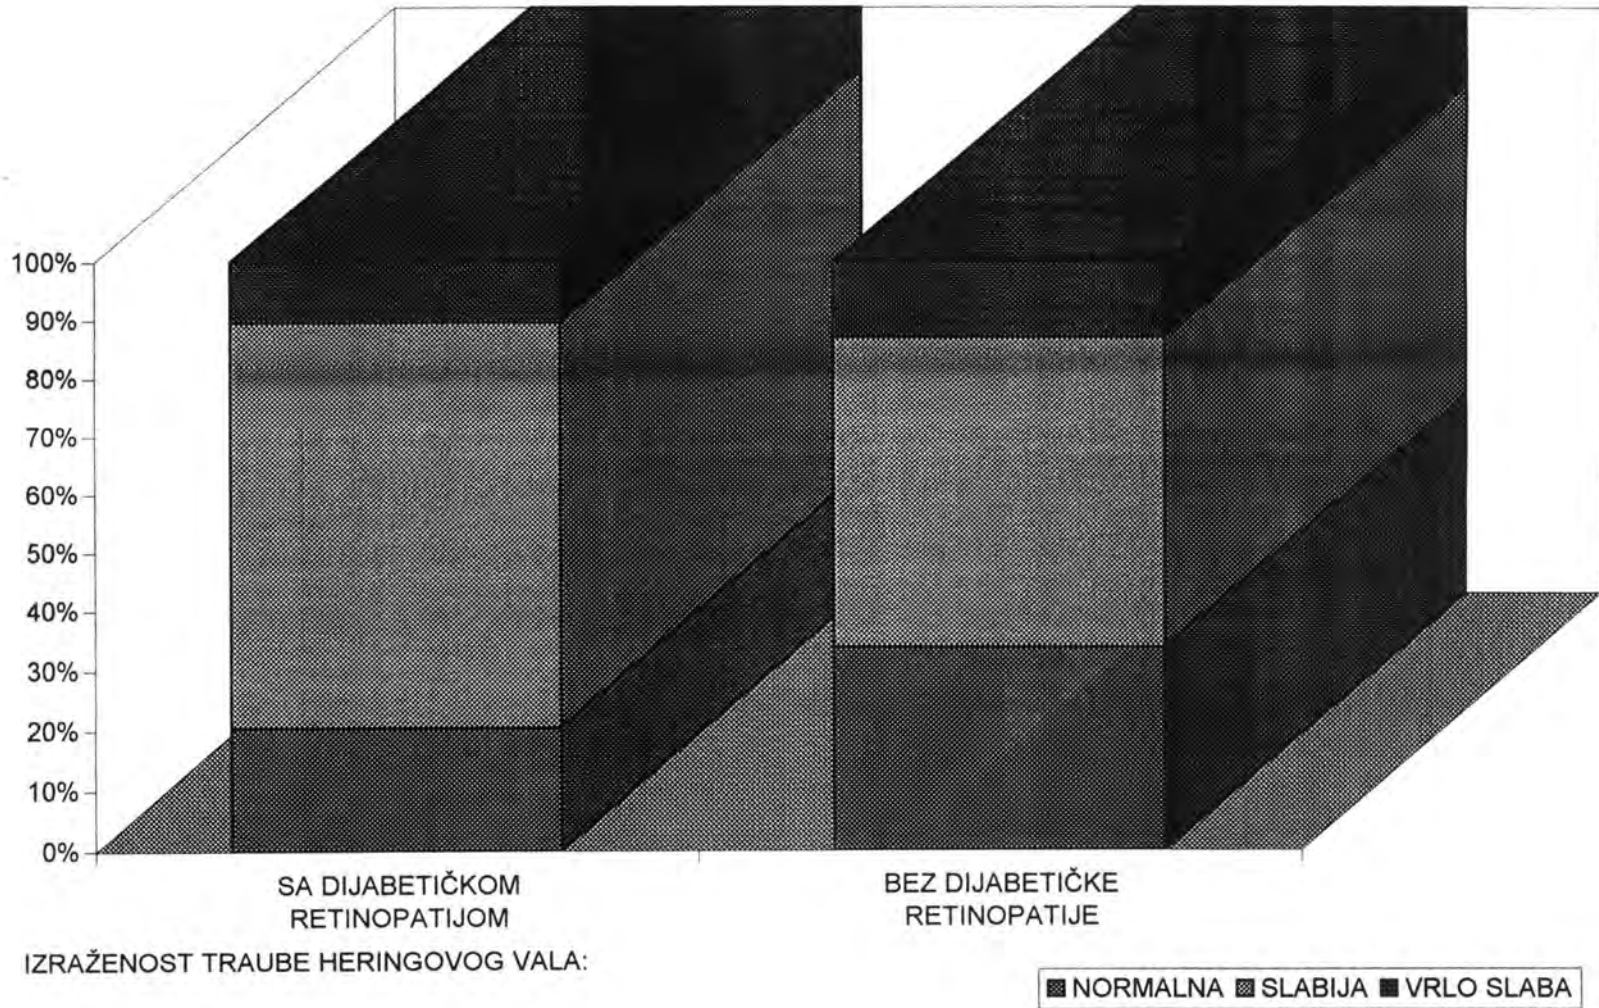 100%
90%
80%
70%
60%
50%
40%
30%
20%
10%
0%
SA DIJABETIČKOM
RETINOPATIJOM
BEZ DIJABETIČKE
RETINOPATIJE
IZRAŽENOST TRAUBE HERINGOVOG VALA:
NORMALNA SLABIJA VRLO SLABA